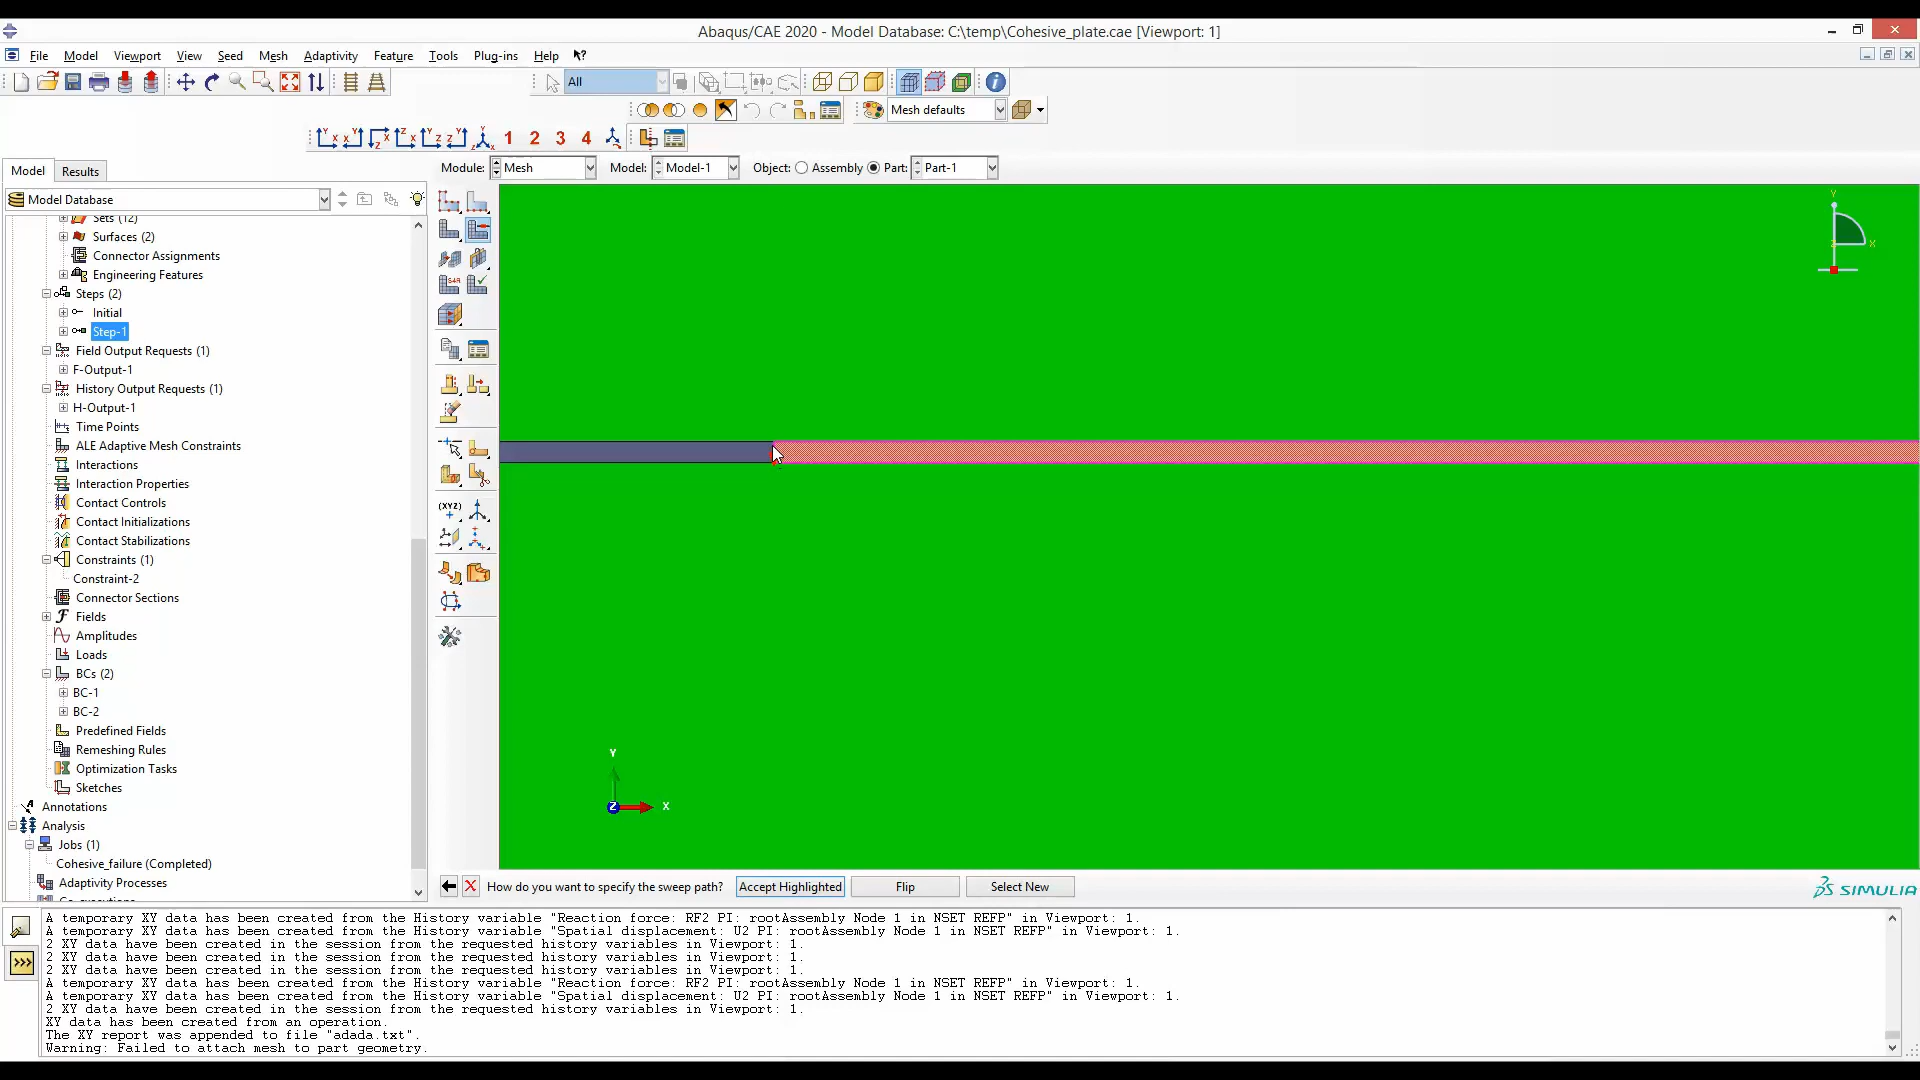 Abaqus/CAE 2020 - Model Database: C:\temp\Cohesive_plate.cae [Viewport: 1]
File Model Viewport View Seed Mesh Adaptivity Feature Tools Plug-ins Help
All
Mesh defaults
1 2 3 4
Model Results
Module: Mesh Model: Model-1 Object: Assembly Part: Part-1
Model Database
Sets (12)
Surfaces (2)
Connector Assignments
Engineering Features
Steps (2)
Initial
Step-1
Field Output Requests (1)
F-Output-1
History Output Requests (1)
H-Output-1
Time Points
ALE Adaptive Mesh Constraints
Interactions
Interaction Properties
Contact Controls
Contact Initializations
Contact Stabilizations
Constraints (1)
Constraint-2
Connector Sections
Fields
Amplitudes
Loads
BCs (2)
BC-1
BC-2
Predefined Fields
Remeshing Rules
Optimization Tasks
Sketches
Annotations
Analysis
Jobs (1)
Cohesive_failure (Completed)
Adaptivity Processes
Y
X
Y
Z
X
How do you want to specify the sweep path? Accept Highlighted Flip Select New
SIMULIA
A temporary XY data has been created from the History variable "Reaction force: RF2 PI: rootAssembly Node 1 in NSET REFP" in Viewport: 1.
A temporary XY data has been created from the History variable "Spatial displacement: U2 PI: rootAssembly Node 1 in NSET REFP" in Viewport: 1.
2 XY data have been created in the session from the requested history variables in Viewport: 1.
2 XY data have been created in the session from the requested history variables in Viewport: 1.
2 XY data have been created in the session from the requested history variables in Viewport: 1.
A temporary XY data has been created from the History variable "Reaction force: RF2 PI: rootAssembly Node 1 in NSET REFP" in Viewport: 1.
A temporary XY data has been created from the History variable "Spatial displacement: U2 PI: rootAssembly Node 1 in NSET REFP" in Viewport: 1.
2 XY data have been created in the session from the requested history variables in Viewport: 1.
XY data has been created from an operation.
The XY report was appended to file "adada.txt".
Warning: Failed to attach mesh to part geometry.